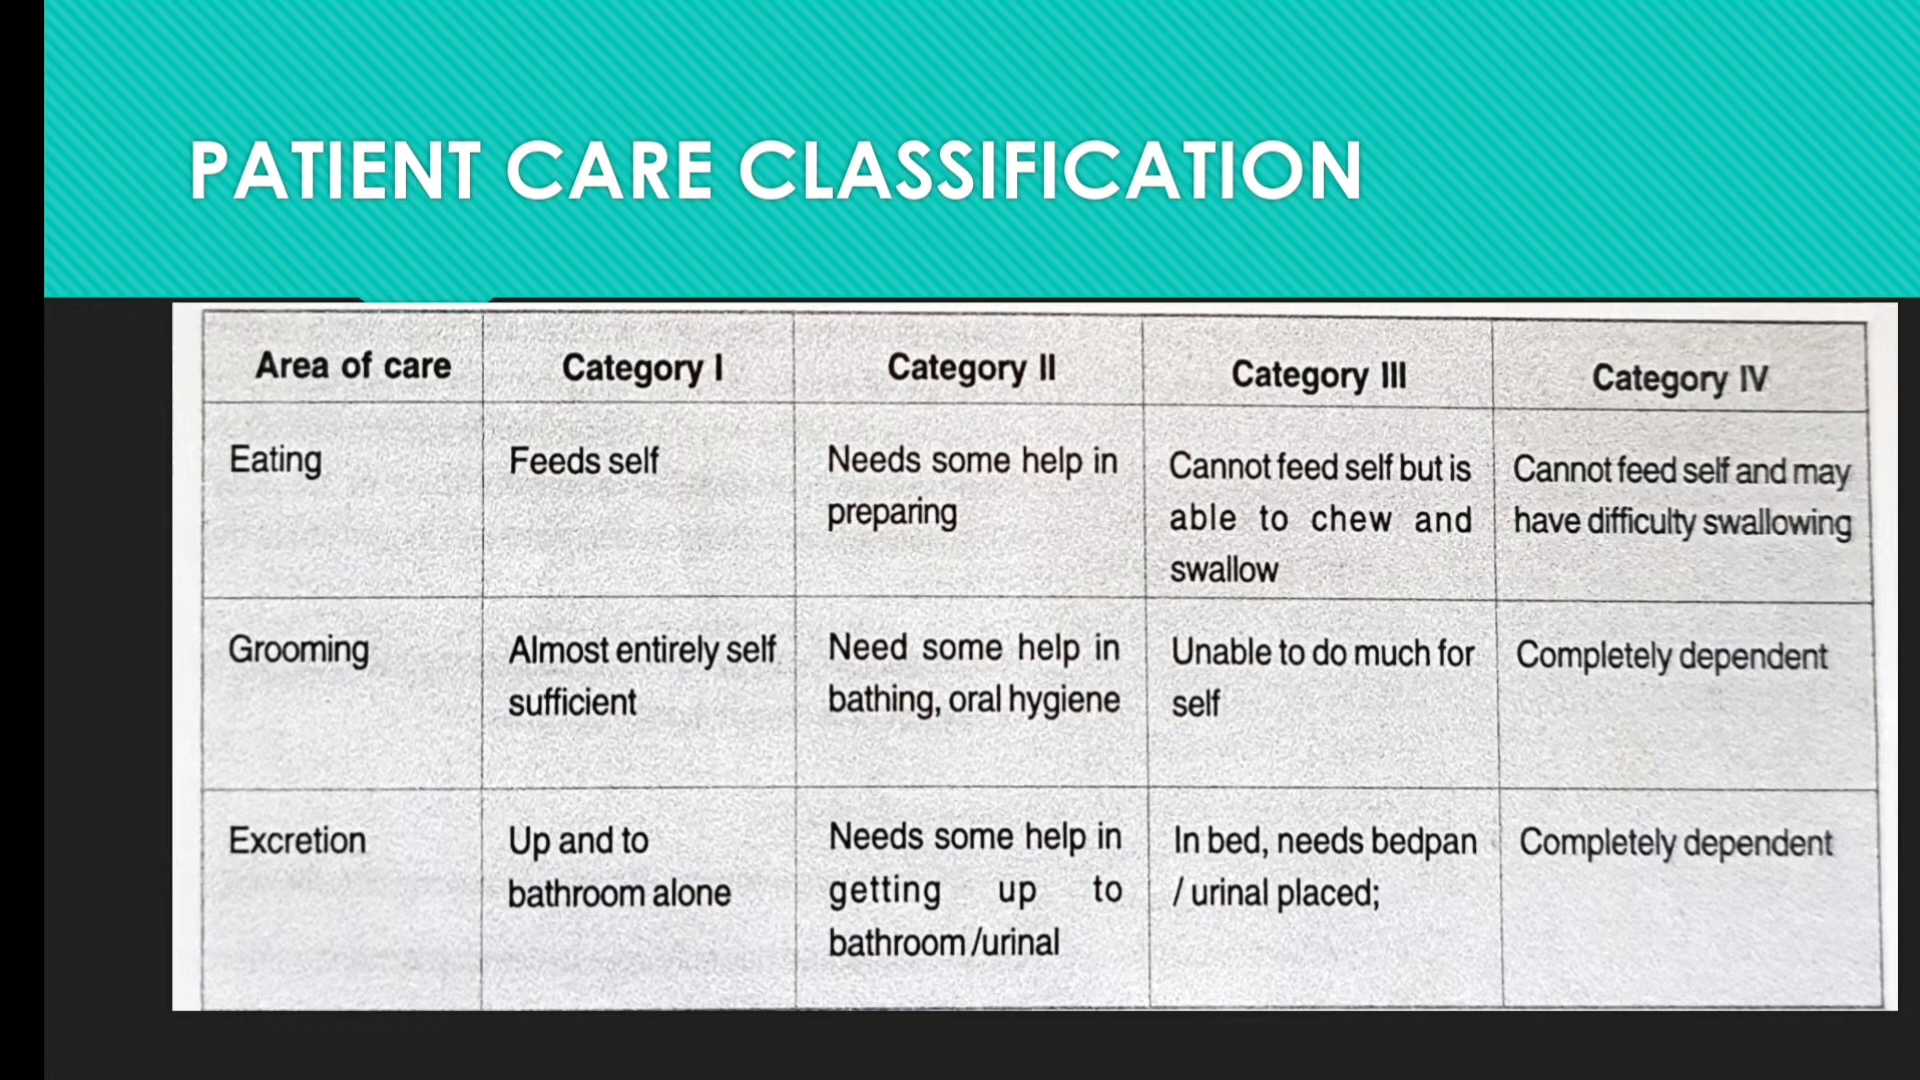 PATIENT CARE CLASSIFICATION
Area of care
Category I
Category II
Category III
Category IV
Eating
Feeds self
Needs some help in
preparing
Cannot feed self but is
able to chew and
swallow
Cannot feed self and may
have difficulty swallowing
Grooming
Almost entirely self
sufficient
Need some help in
bathing, oral hygiene
Unable to do much for
self
Completely dependent
Excretion
Up and to
bathroom alone
Needs some help in
getting up to
bathroom /urinal
In bed, needs bedpan
/ urinal placed;
Completely dependent